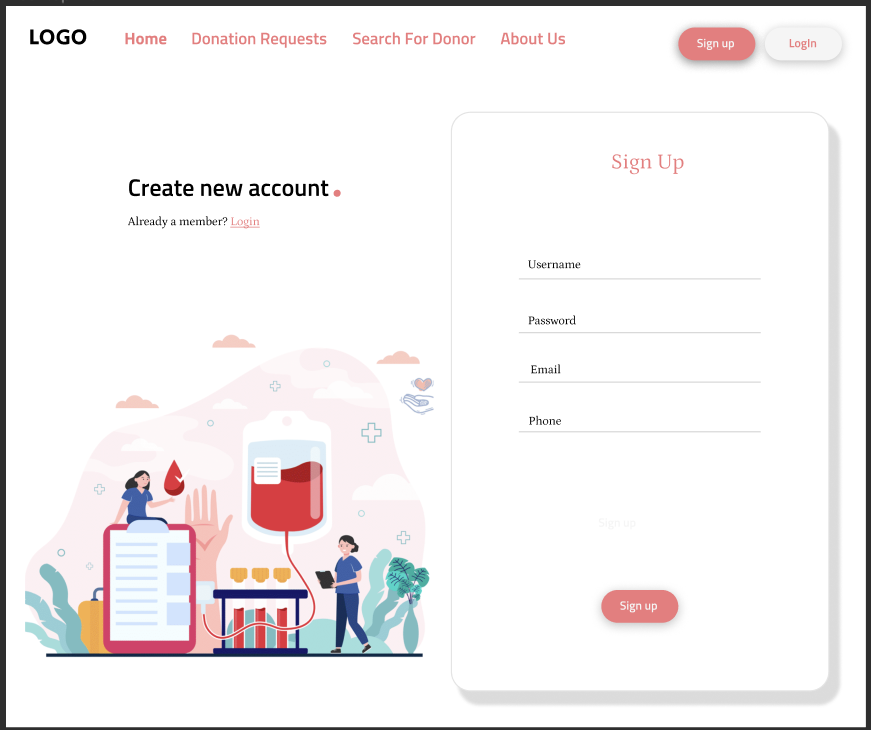 LOGO Home Donation Requests Search For Donor About Us Sign up LogIn
Create new account.
Already a member? Login
Sign Up
Username
Password
Email
Phone
Sign up
Sign up